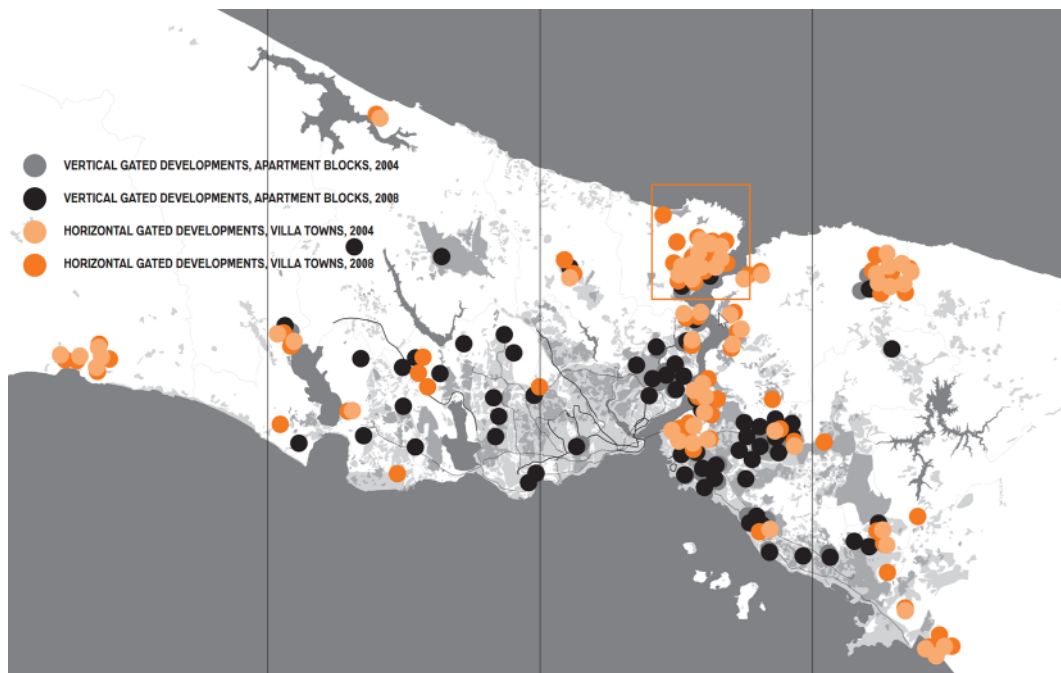 VERTICAL GATED DEVELOPMENTS, APARTMENT BLOCKS, 2004
VERTICAL GATED DEVELOPMENTS, APARTMENT BLOCKS, 2008
HORIZONTAL GATED DEVELOPMENTS, VILLA TOWNS, 2004
HORIZONTAL GATED DEVELOPMENTS, VILLA TOWNS, 2008